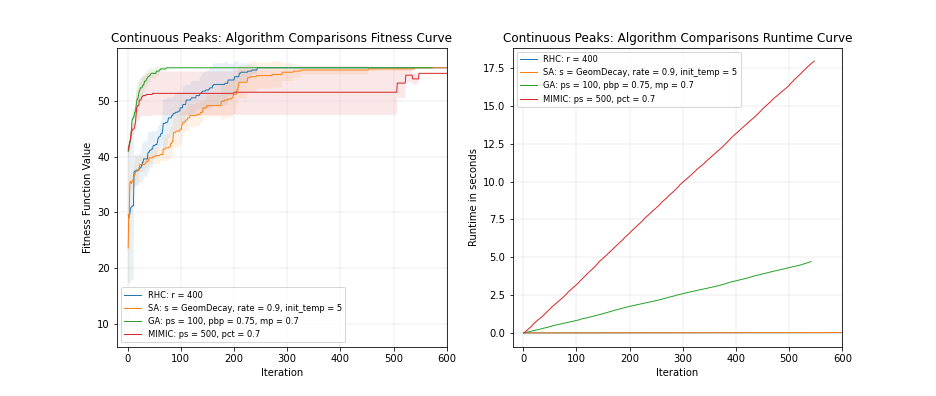 Continuous Peaks: Algorithm Comparisons Fitness Curve
50
40
30
20
10
Fitness Function Value
RHC: r = 400
SA: s = GeomDecay, rate = 0.9, init_temp = 5
GA: ps = 100, pbp = 0.75, mp = 0.7
MIMIC: ps = 500, pct = 0.7
0 100 200 300 400 500 600
Iteration
Continuous Peaks: Algorithm Comparisons Runtime Curve
RHC: r = 400
SA: s = GeomDecay, rate = 0.9, init_temp = 5
GA: ps = 100, pbp = 0.75, mp = 0.7
MIMIC: ps = 500, pct = 0.7
17.5
15.0
12.5
10.0
7.5
5.0
2.5
0.0
Runtime in seconds
0 100 200 300 400 500 600
Iteration